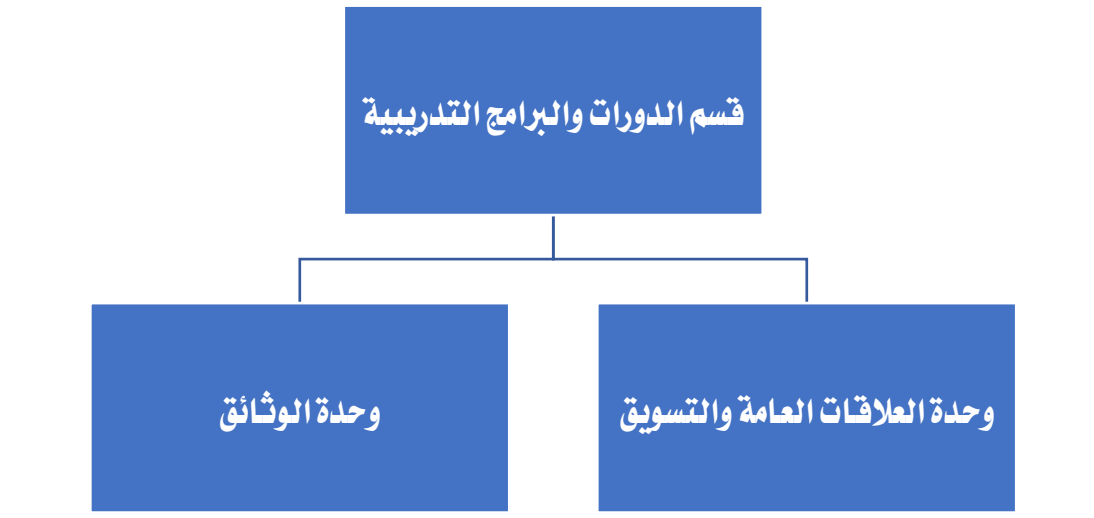 قسم الدورات والبرامج التدريبية
وحدة العلاقات العامة والتسويق
وحدة الوثائق